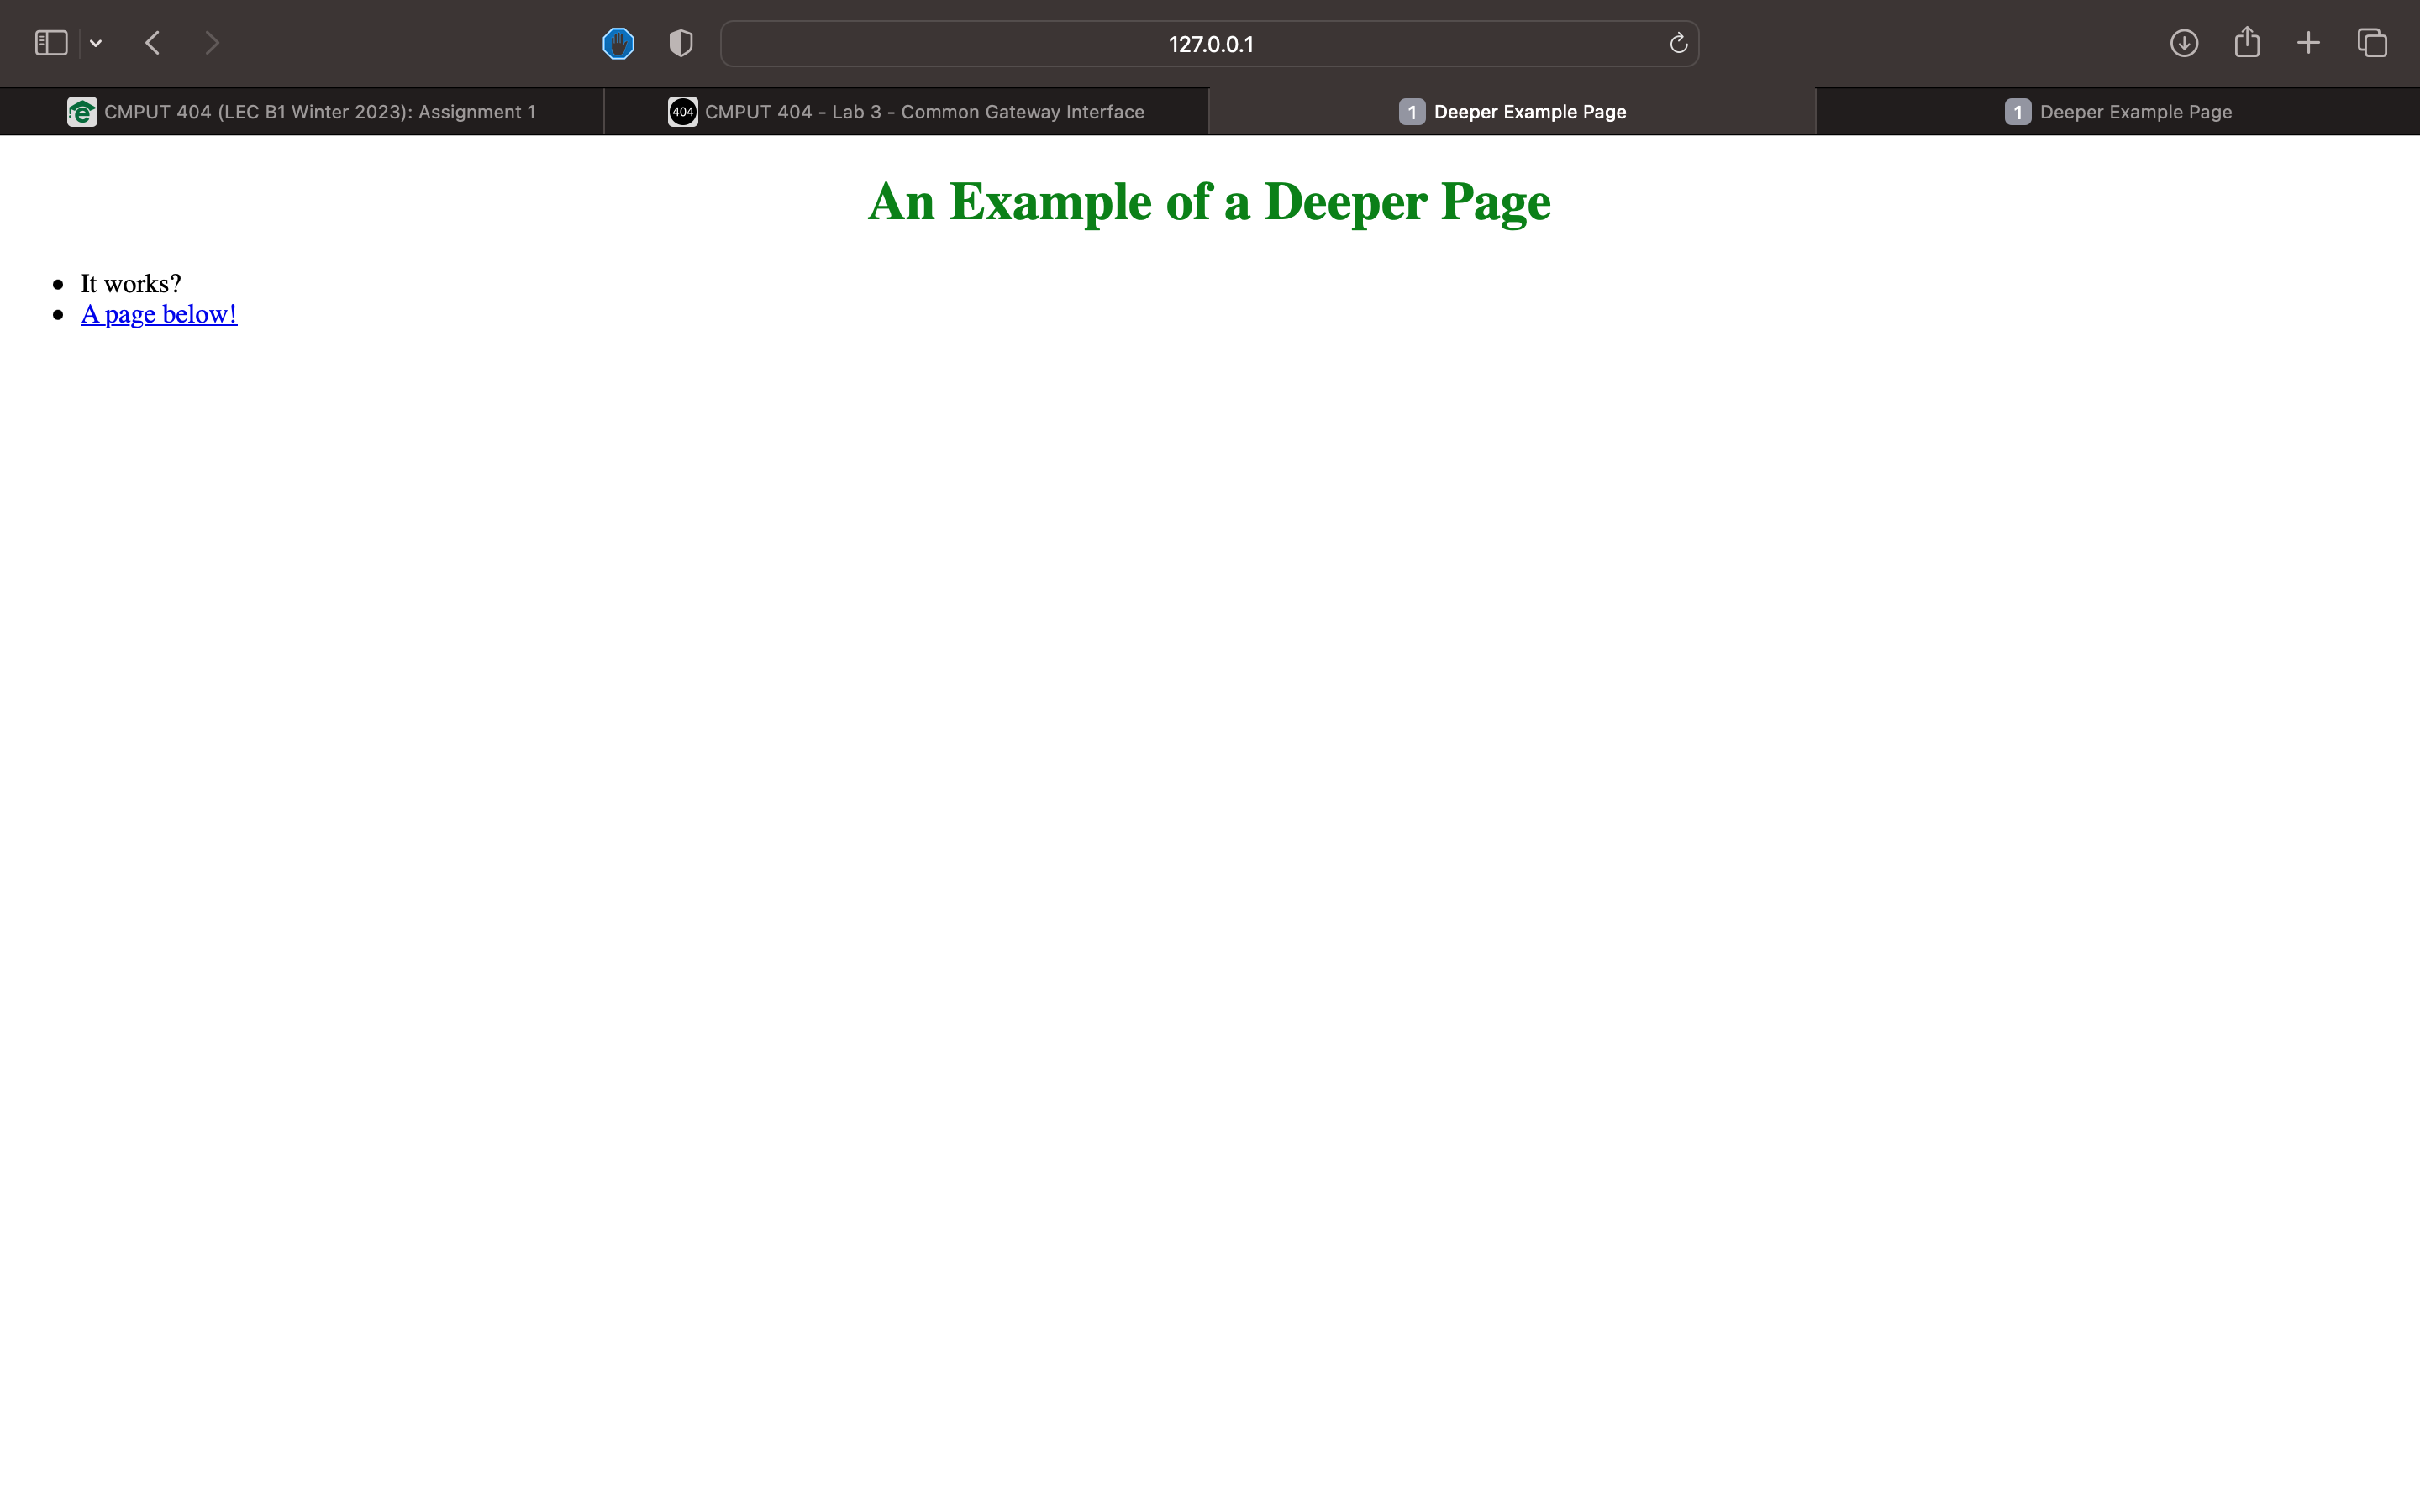 127.0.0.1
CMPUT 404 (LEC B1 Winter 2023): Assignment 1
404 CMPUT 404 - Lab 3 - Common Gateway Interface
1 Deeper Example Page
1 Deeper Example Page
An Example of a Deeper Page
It works?
A page below!